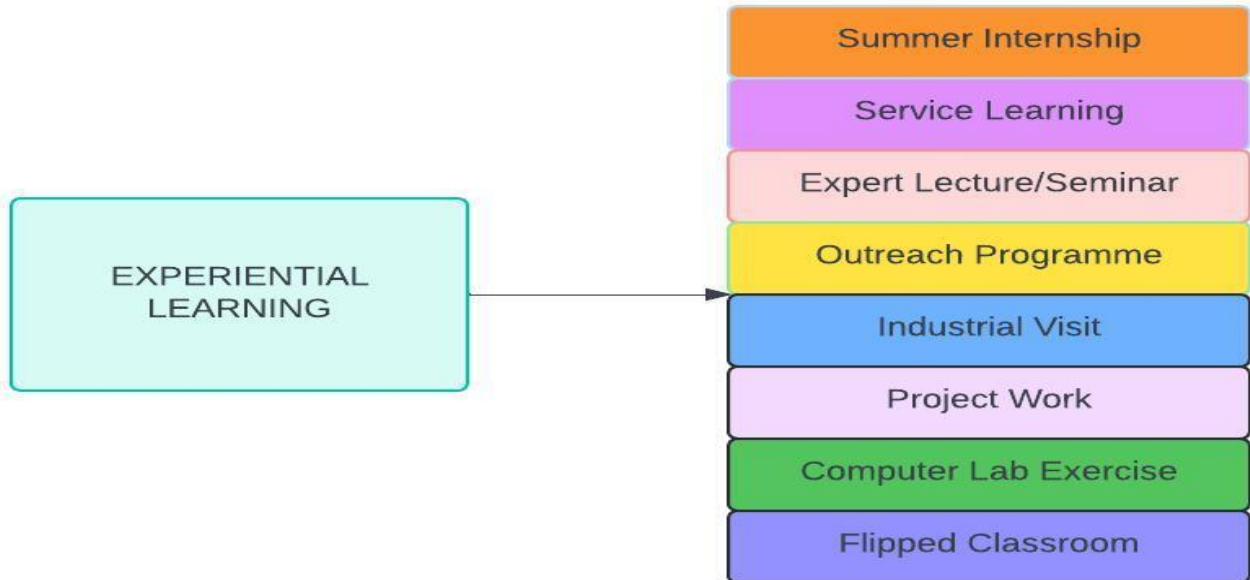 EXPERIENTIAL
LEARNING
Summer Internship
Service Learning
Expert Lecture/Seminar
Outreach Programme
Industrial Visit
Project Work
Computer Lab Exercise
Flipped Classroom